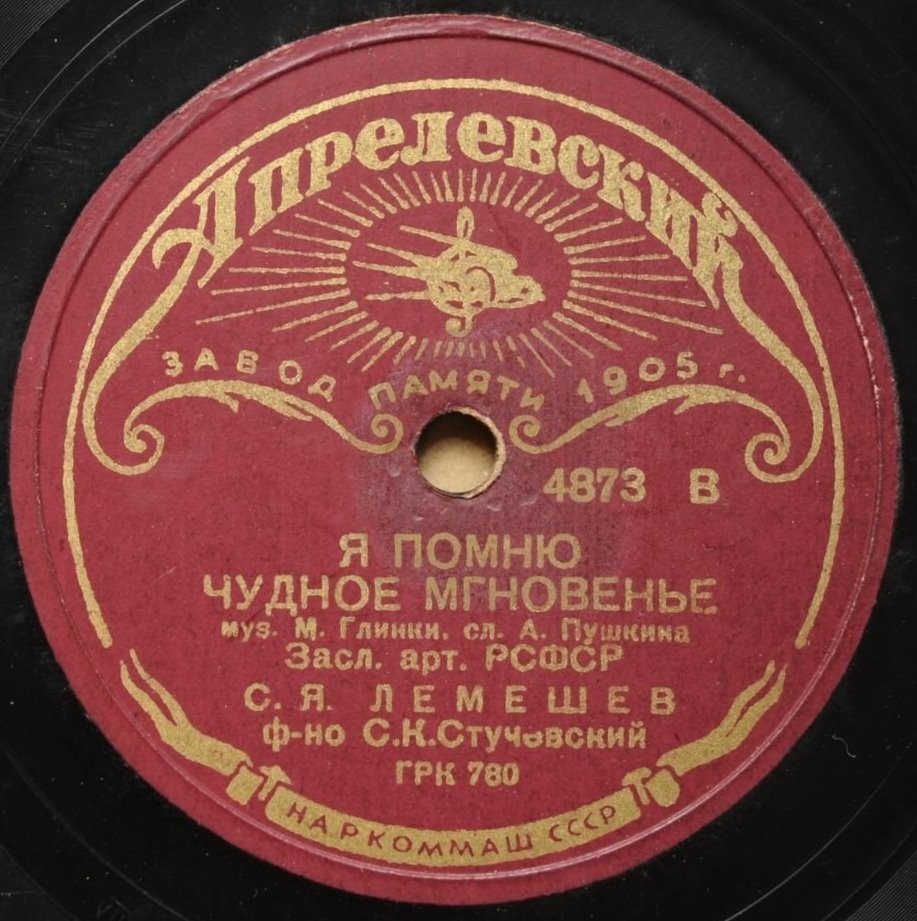 Апрелевский
ЗАВОД ПАМЯТИ 1905 г.
4873 В
Я ПОМНЮ
ЧУДНОЕ МГНОВЕНЬЕ
муз. М. Глинки, сл. А. Пушкина
Засл. арт. РСФСР
С. Я. ЛЕМЕШЕВ
ф-но С.К.Стучевский
ГРК 780
НАРКОММАШ СССР